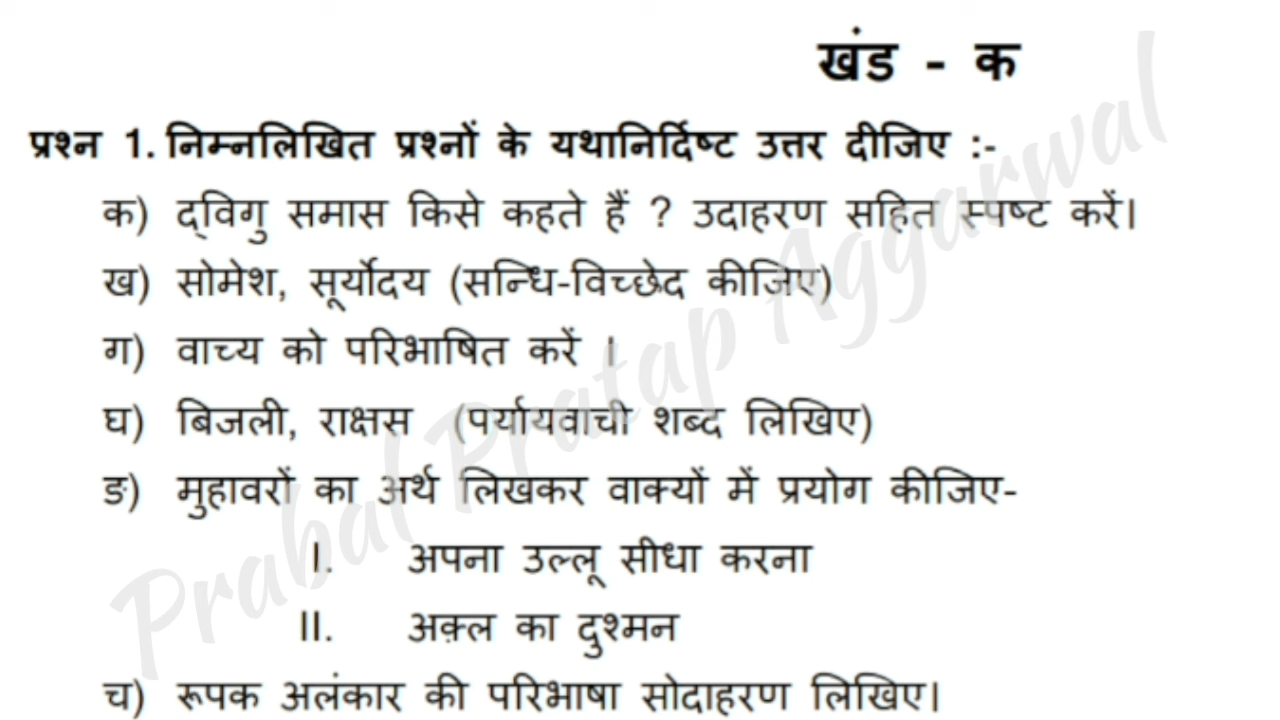 खंड - क
प्रश्न 1. निम्नलिखित प्रश्नों के यथानिर्दिष्ट उत्तर दीजिए :-
क) द्विगु समास किसे कहते हैं ? उदाहरण सहित स्पष्ट करें।
ख) सोमेश, सूर्योदय (सन्धि-विच्छेद कीजिए)
ग) वाच्य को परिभाषित करें ।
घ) बिजली, राक्षस (पर्यायवाची शब्द लिखिए)
ङ) मुहावरों का अर्थ लिखकर वाक्यों में प्रयोग कीजिए-
I. अपना उल्लू सीधा करना
II. अक़्ल का दुश्मन
च) रूपक अलंकार की परिभाषा सोदाहरण लिखिए।
Prabal Pratap Aggarwal